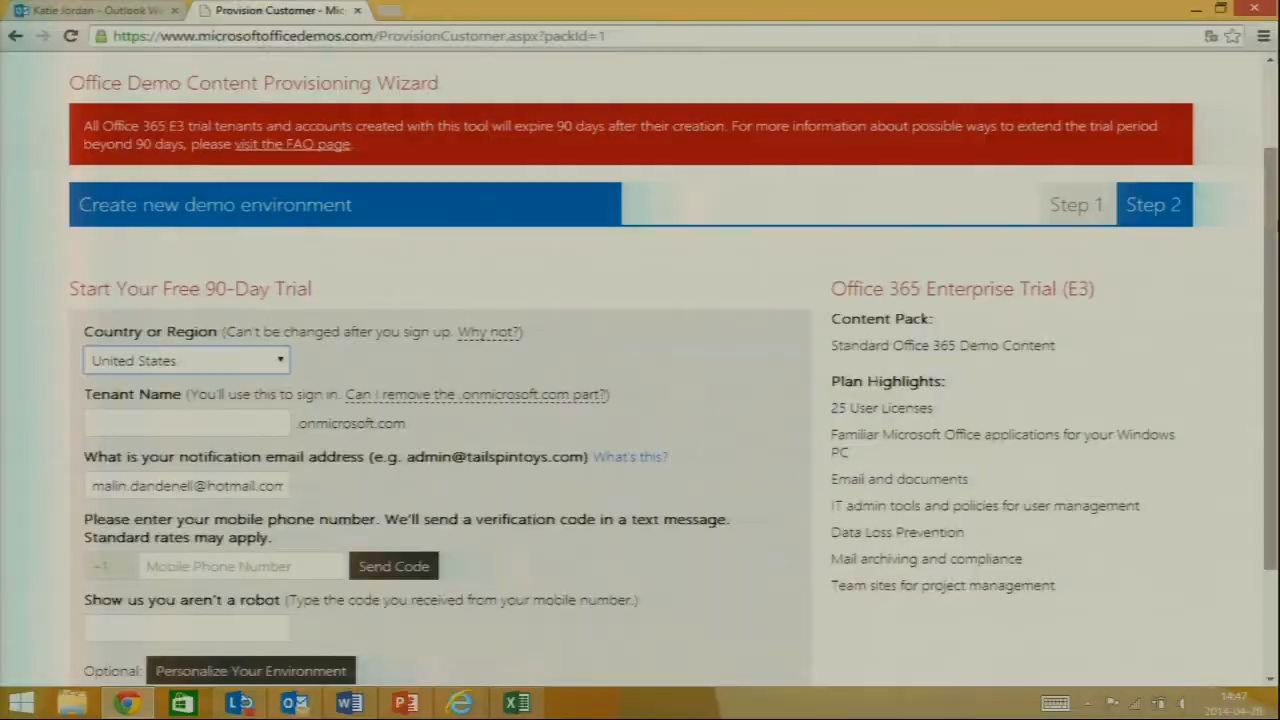 Katie Jordan - Outlook W
Provision Customer - Mic
https://www.microsoftofficedemos.com/ProvisionCustomer.aspx?packId=1
Office Demo Content Provisioning Wizard
All Office 365 E3 trial tenants and accounts created with this tool will expire 90 days after their creation. For more information about possible ways to extend the trial period
beyond 90 days, please visit the FAQ page.
Create new demo environment
Step 1
Step 2
Start Your Free 90-Day Trial
Country or Region (Can't be changed after you sign up. Why not?)
United States
Tenant Name (You'll use this to sign in. Can I remove the .onmicrosoft.com part?)
.onmicrosoft.com
What is your notification email address (e.g. admin@tailspintoys.com) What's this?
malin.dandenell@hotmail.com
Please enter your mobile phone number. We'll send a verification code in a text message.
Standard rates may apply.
+1 Mobile Phone Number Send Code
Show us you aren't a robot (Type the code you received from your mobile number.)
Optional: Personalize Your Environment
Office 365 Enterprise Trial (E3)
Content Pack:
Standard Office 365 Demo Content
Plan Highlights:
25 User Licenses
Familiar Microsoft Office applications for your Windows
PC
Email and documents
IT admin tools and policies for user management
Data Loss Prevention
Mail archiving and compliance
Team sites for project management
14:47
2014-04-28